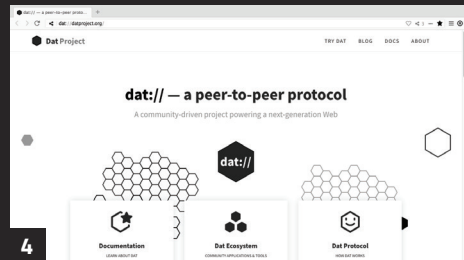 dat:// — a peer-to-peer proto...
dat://datproject.org/
Dat Project
TRY DAT BLOG DOCS ABOUT
dat:// — a peer-to-peer protocol
A community-driven project powering a next-generation Web
dat://
Documentation
LEARN ABOUT DAT
Dat Ecosystem
COMMUNITY APPLICATIONS & TOOLS
Dat Protocol
HOW DAT WORKS
4